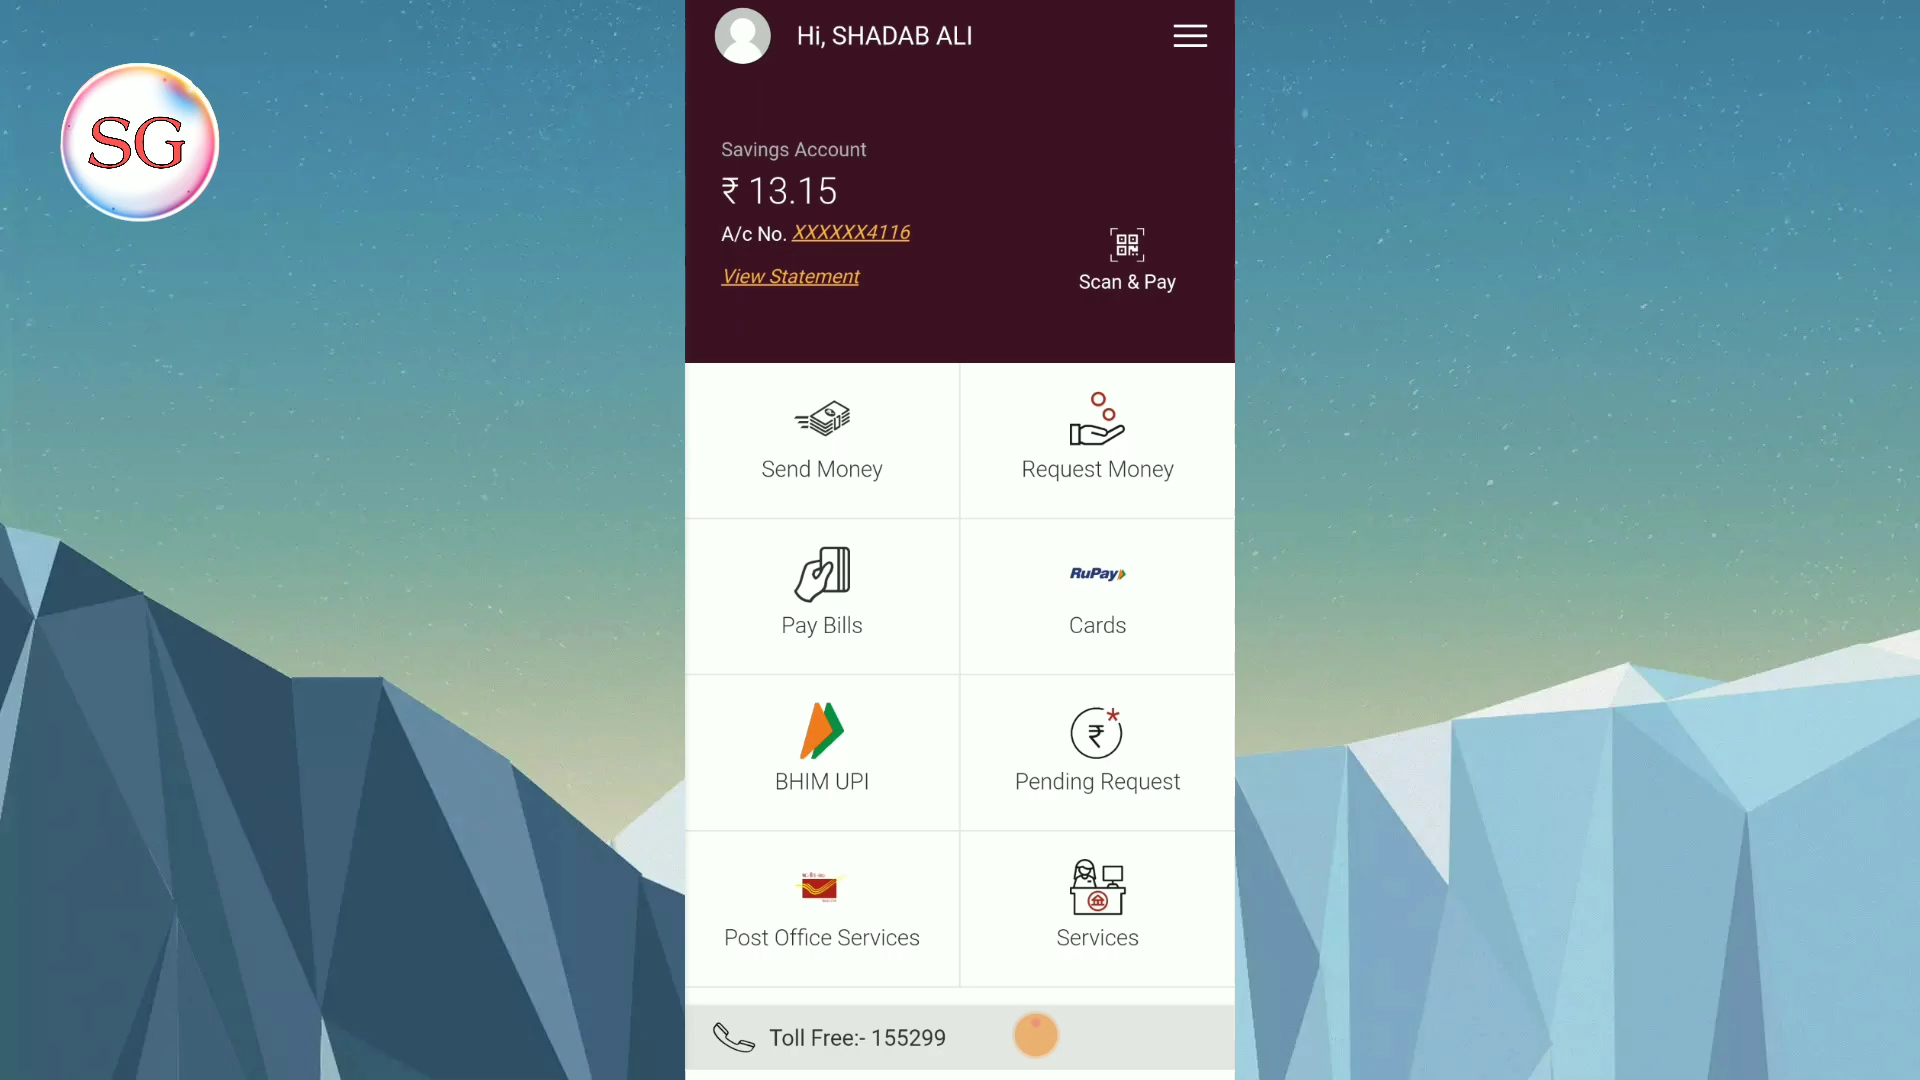 SG
Hi, SHADAB ALI
Savings Account
₹ 13.15
A/c No. XXXXXX4116
View Statement
Scan & Pay
Send Money
Request Money
Pay Bills
RuPay
Cards
BHIM UPI
₹*
Pending Request
Post Office Services
Services
Toll Free:- 155299